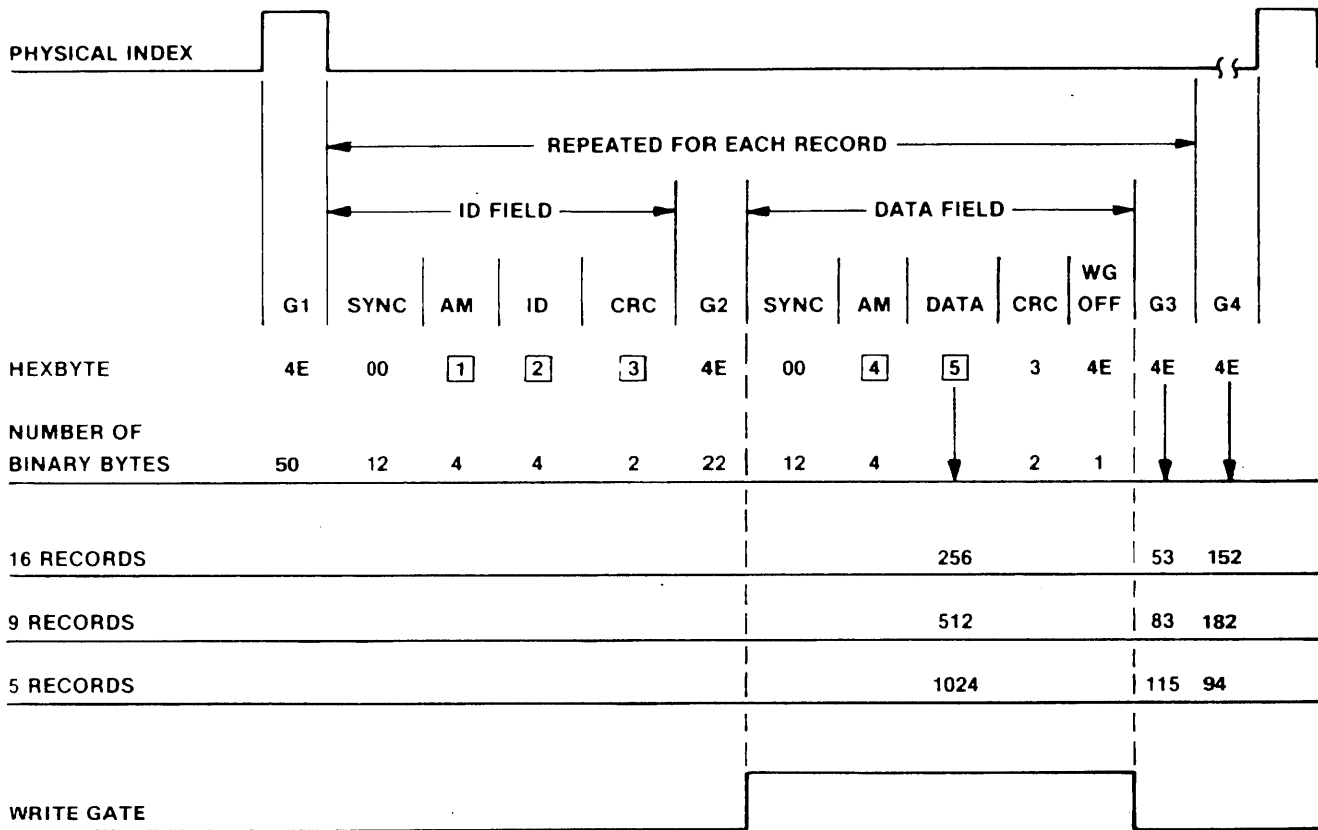 PHYSICAL INDEX
REPEATED FOR EACH RECORD
ID FIELD DATA FIELD
WG
G1 SYNC AM ID CRC G2 SYNC AM DATA CRC OFF G3 G4
HEXBYTE 4E 00 1 2 3 4E 00 4 5 3 4E 4E 4E
NUMBER OF
BINARY BYTES 50 12 4 4 2 22 12 4 2 1
16 RECORDS 256 53 152
9 RECORDS 512 83 182
5 RECORDS 1024 115 94
WRITE GATE